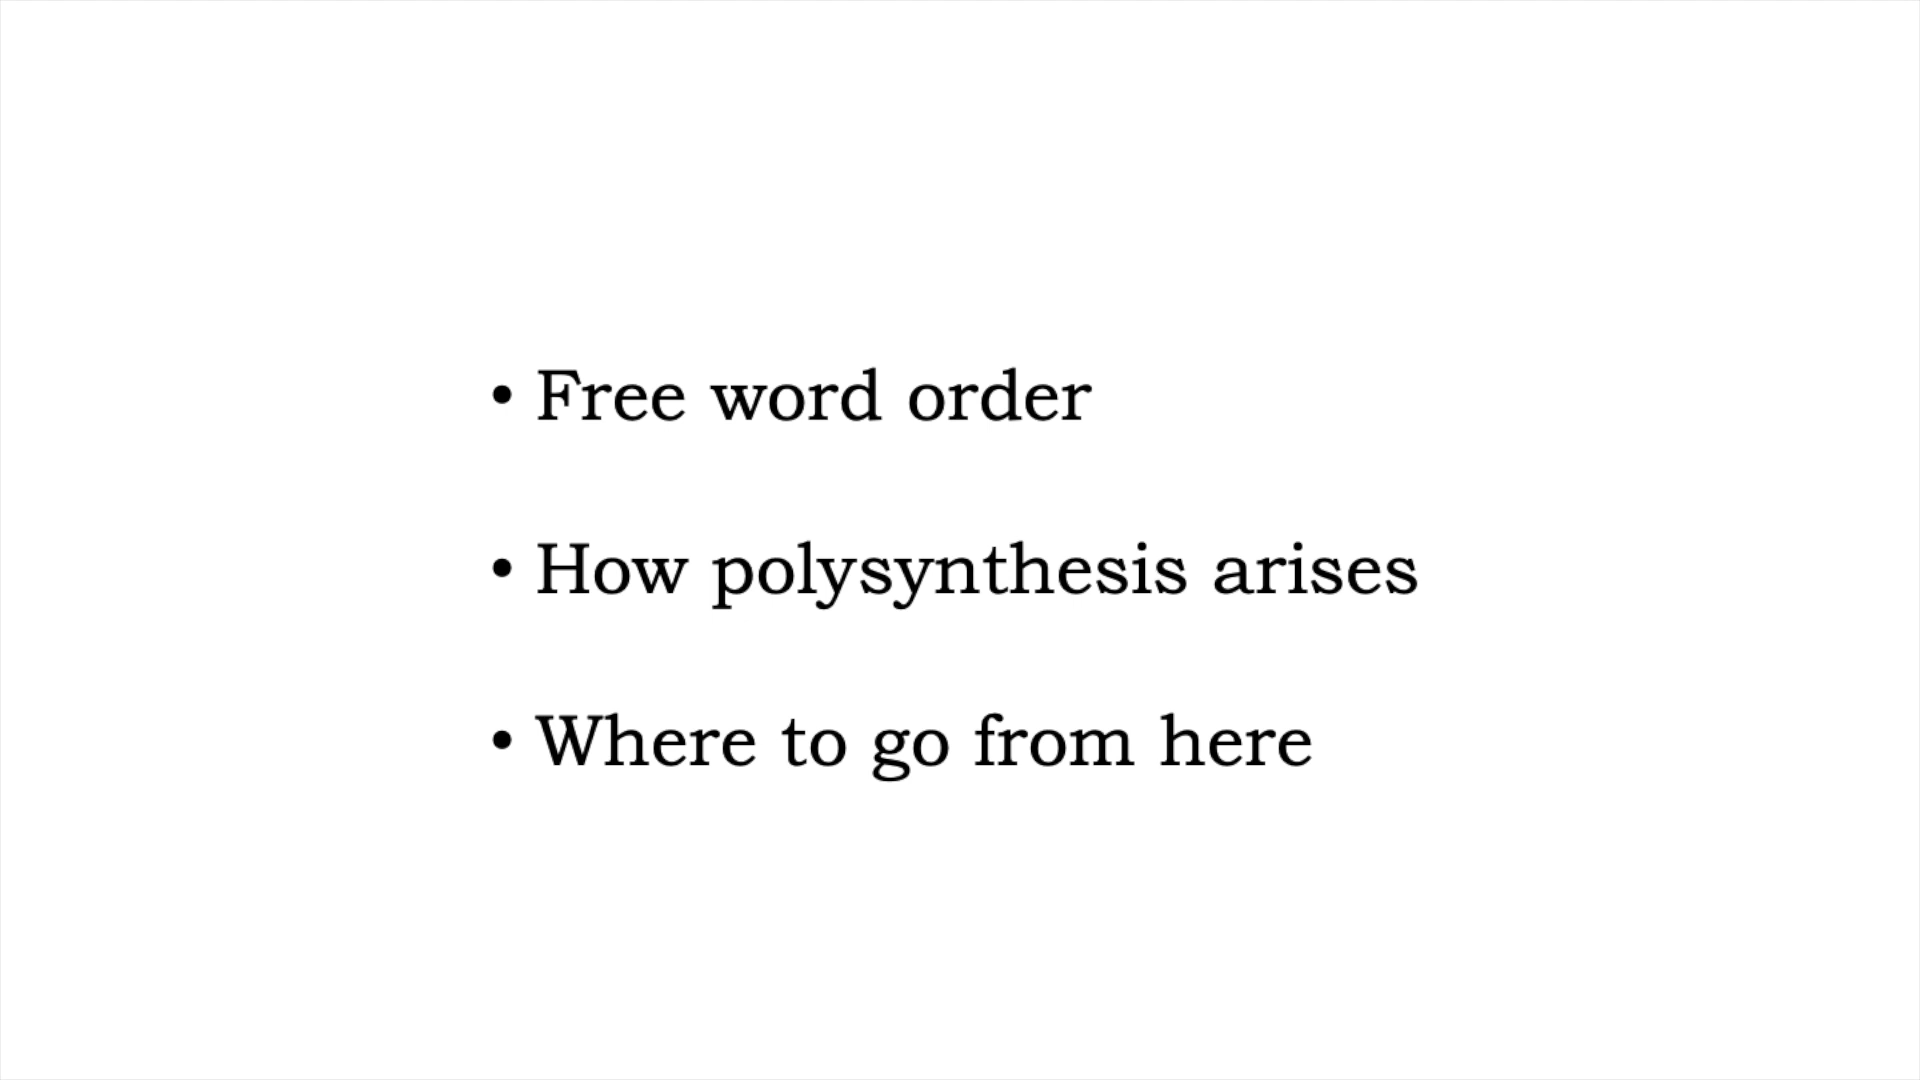 • Free word order
• How polysynthesis arises
• Where to go from here